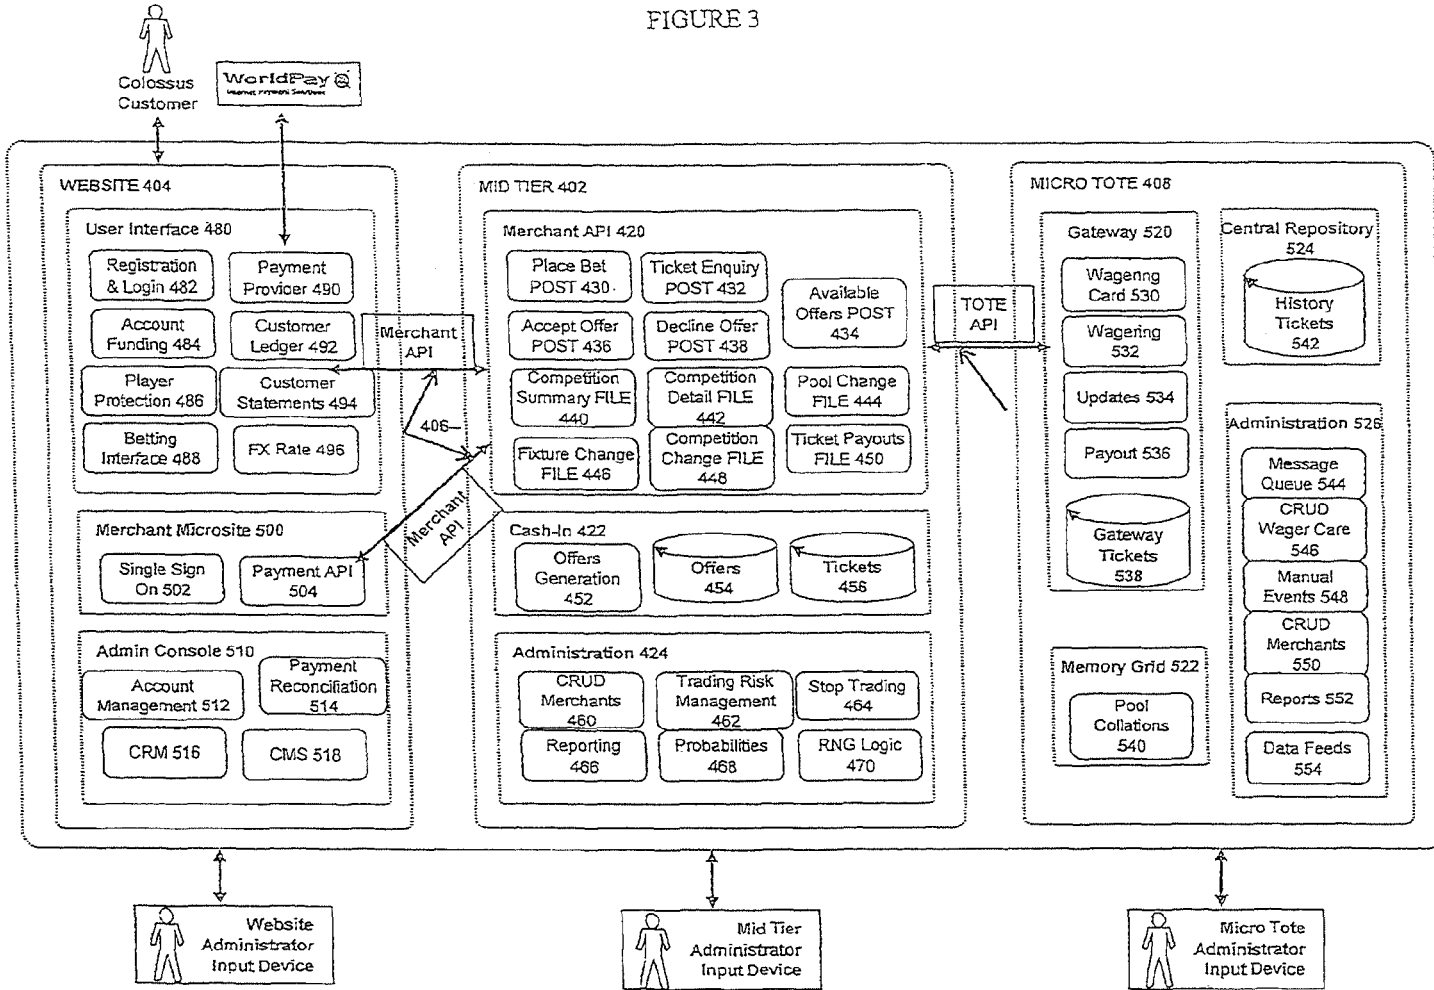 FIGURE 3
Colossus
Customer
WorldPay
WEBSITE 404
User Interface 480
Registration
& Login 482
Payment
Provider 490
Account
Funding 484
Customer
Ledger 492
Player
Protection 486
Customer
Statements 494
Betting
Interface 488
FX Rate 496
Merchant Microsite 500
Single Sign
On 502
Payment API
504
Admin Console 510
Account
Management 512
Payment
Reconciliation
514
CRM 516
CMS 518
Merchant
API
406
Merchant
API
MID TIER 402
Merchant API 420
Place Bet
POST 430
Ticket Enquiry
POST 432
Available
Offers POST
434
Accept Offer
POST 436
Decline Offer
POST 438
Competition
Summary FILE
440
Competition
Detail FILE
442
Pool Change
FILE 444
Fixture Change
FILE 446
Competition
Change FILE
448
Ticket Payouts
FILE 450
Cash-In 422
Offers
Generation
452
Offers
454
Tickets
456
Administration 424
CRUD
Merchants
460
Trading Risk
Management
462
Stop Trading
464
Reporting
466
Probabilities
468
RNG Logic
470
TOTE
API
MICRO TOTE 408
Gateway 520
Wagering
Card 530
Wagering
532
Updates 534
Payout 536
Gateway
Tickets
538
Memory Grid 522
Pool
Collations
540
Central Repository
524
History
Tickets
542
Administration 526
Message
Queue 544
CRUD
Wager Care
546
Manual
Events 548
CRUD
Merchants
550
Reports 552
Data Feeds
554
Website
Administrator
Input Device
Mid Tier
Administrator
Input Device
Micro Tote
Administrator
Input Device